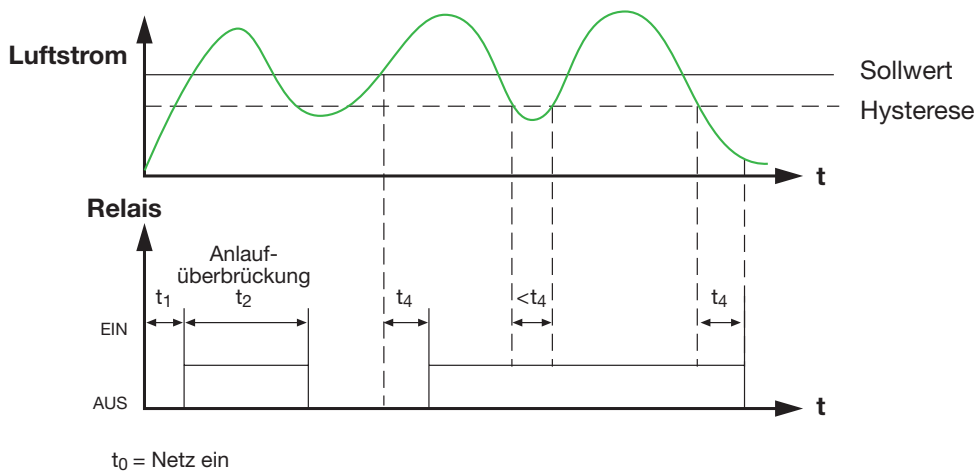 Luftstrom
Sollwert
Hysterese
t
Relais
Anlauf-
überbrückung
t1 t2 t4 <t4 t4
EIN
AUS
t
t0 = Netz ein